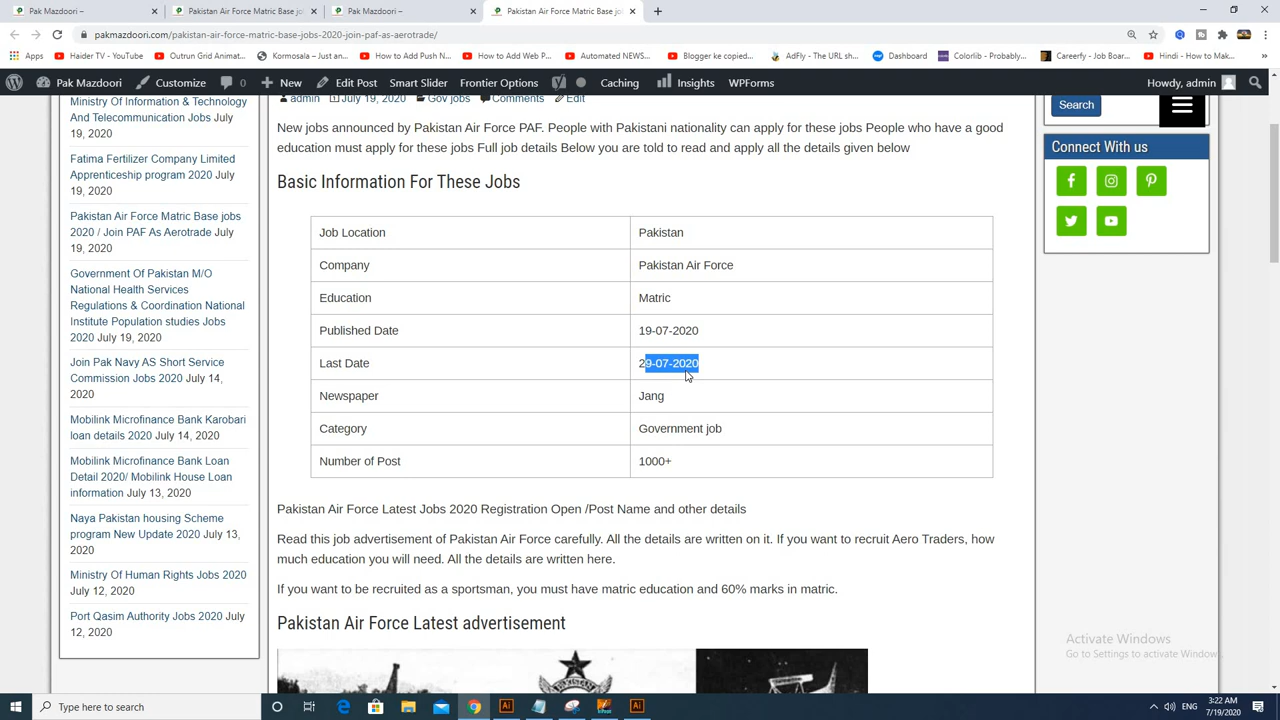 Pak Mazdoori –
Pakistan Air Force Matric Base jo
Pak Mazdoori –
Pakistan Air Force Matric Base jo
pakmazdoori.com/pakistan-air-force-matric-base-jobs-2020-join-paf-as-aerotrade/
Apps
Haider TV - YouTube
Outrun Grid Animat...
Kormosala – Just an...
How to Add Push N...
How to Add Web P...
Automated NEWS...
Blogger ke copied...
AdFly - The URL sh...
Dashboard
Colorlib - Probably...
Careerfy - Job Boar...
Hindi - How to Mak...
Pak Mazdoori
Customize
0
New
Edit Post
Smart Slider
Frontier Options
Caching
Insights
WPForms
Howdy, admin
Ministry Of Information & Technology
And Telecommunication Jobs July
19, 2020
Fatima Fertilizer Company Limited
Apprenticeship program 2020 July
19, 2020
Pakistan Air Force Matric Base jobs
2020 / Join PAF As Aerotrade July
19, 2020
Government Of Pakistan M/O
National Health Services
Regulations & Coordination National
Institute Population studies Jobs
2020 July 19, 2020
Join Pak Navy AS Short Service
Commission Jobs 2020 July 14,
2020
Mobilink Microfinance Bank Karobari
loan details 2020 July 14, 2020
Mobilink Microfinance Bank Loan
Detail 2020/ Mobilink House Loan
information July 13, 2020
Naya Pakistan housing Scheme
program New Update 2020 July 13,
2020
Ministry Of Human Rights Jobs 2020
July 12, 2020
Port Qasim Authority Jobs 2020 July
12, 2020
admin July 19, 2020 Gov jobs Comments Edit
New jobs announced by Pakistan Air Force PAF. People with Pakistani nationality can apply for these jobs People who have a good
education must apply for these jobs Full job details Below you are told to read and apply all the details given below
Basic Information For These Jobs
Job Location Pakistan
Company Pakistan Air Force
Education Matric
Published Date 19-07-2020
Last Date 29-07-2020
Newspaper Jang
Category Government job
Number of Post 1000+
Pakistan Air Force Latest Jobs 2020 Registration Open /Post Name and other details
Read this job advertisement of Pakistan Air Force carefully. All the details are written on it. If you want to recruit Aero Traders, how
much education you will need. All the details are written here.
If you want to be recruited as a sportsman, you must have matric education and 60% marks in matric.
Pakistan Air Force Latest advertisement
Search
Connect With us
Activate Windows
Go to Settings to activate Window
Type here to search
ENG
3:22 AM
7/19/2020